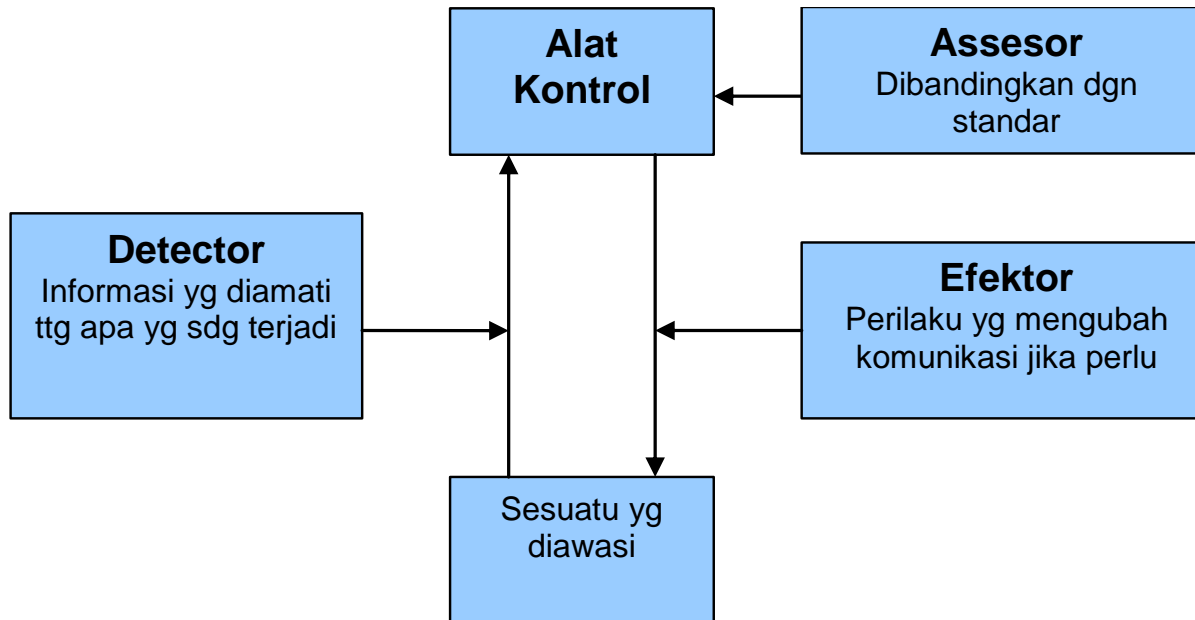 Alat
Kontrol
Assesor
Dibandingkan dgn
standar
Detector
Informasi yg diamati
ttg apa yg sdg terjadi
Efektor
Perilaku yg mengubah
komunikasi jika perlu
Sesuatu yg
diawasi